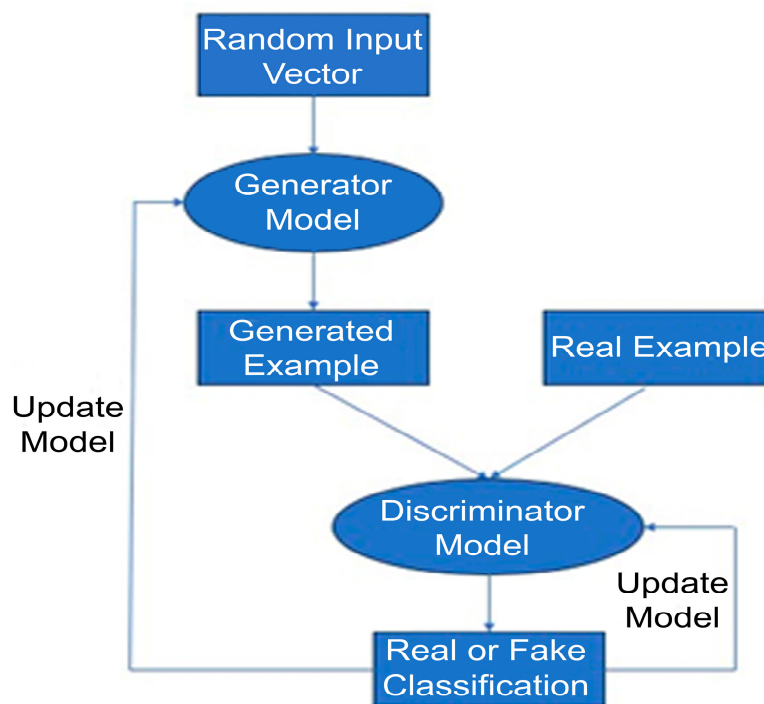 Random Input
Vector
Generator
Model
Generated
Example
Real Example
Update
Model
Discriminator
Model
Update
Model
Real or Fake
Classification